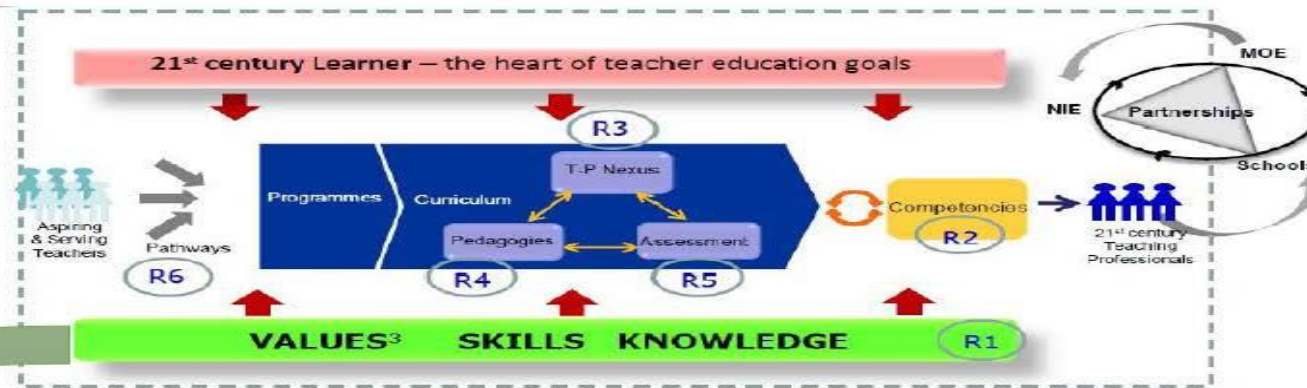 21st century Learner – the heart of teacher education goals
MOE
NIE
Partnerships
Schools
R3
T-P Nexus
Programmes
Curriculum
Pedagogies
Assessment
R4
R5
Competencies
R2
Aspiring
& Serving
Teachers
Pathways
R6
21st century
Teaching
Professionals
VALUES³ SKILLS KNOWLEDGE R1